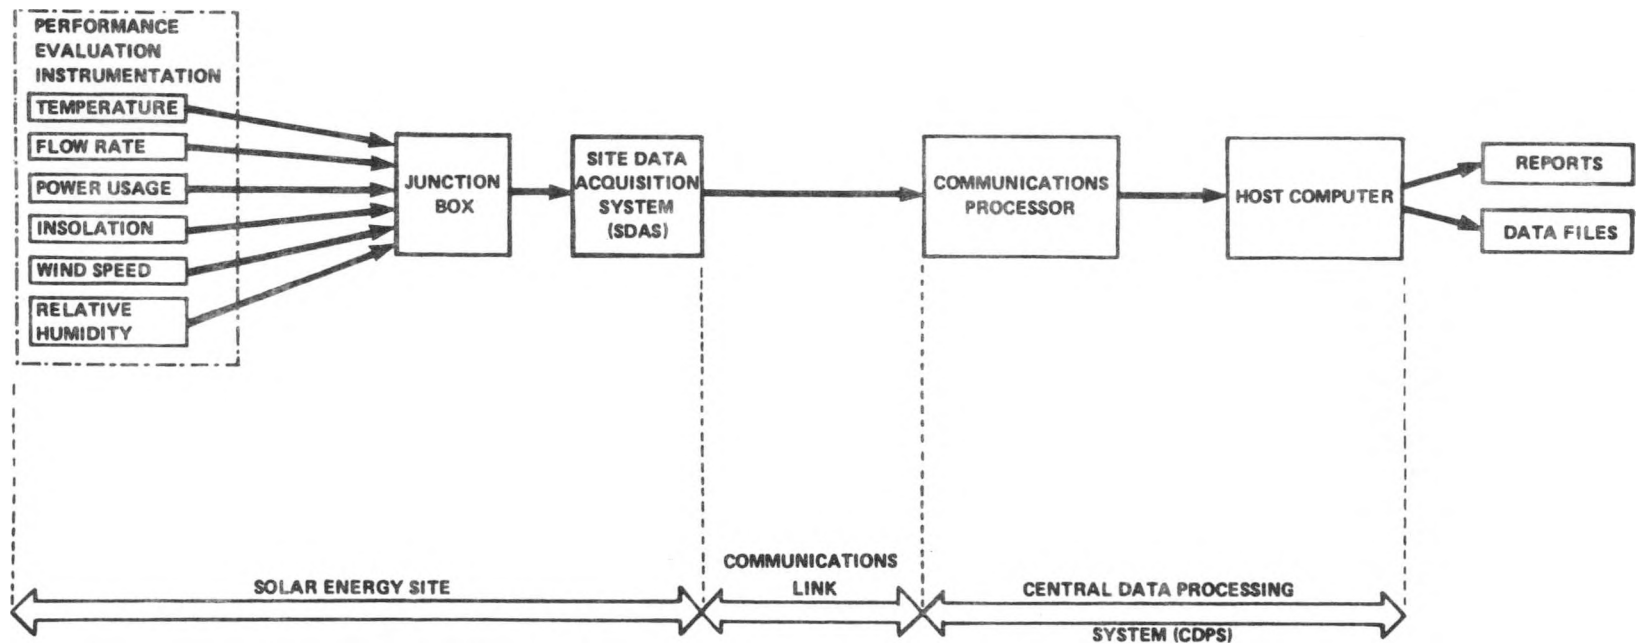 PERFORMANCE
EVALUATION
INSTRUMENTATION
TEMPERATURE
FLOW RATE
POWER USAGE
INSOLATION
WIND SPEED
RELATIVE
HUMIDITY
JUNCTION
BOX
SITE DATA
ACQUISITION
SYSTEM
(SDAS)
COMMUNICATIONS
PROCESSOR
HOST COMPUTER
REPORTS
DATA FILES
SOLAR ENERGY SITE
COMMUNICATIONS
LINK
CENTRAL DATA PROCESSING
SYSTEM (CDPS)